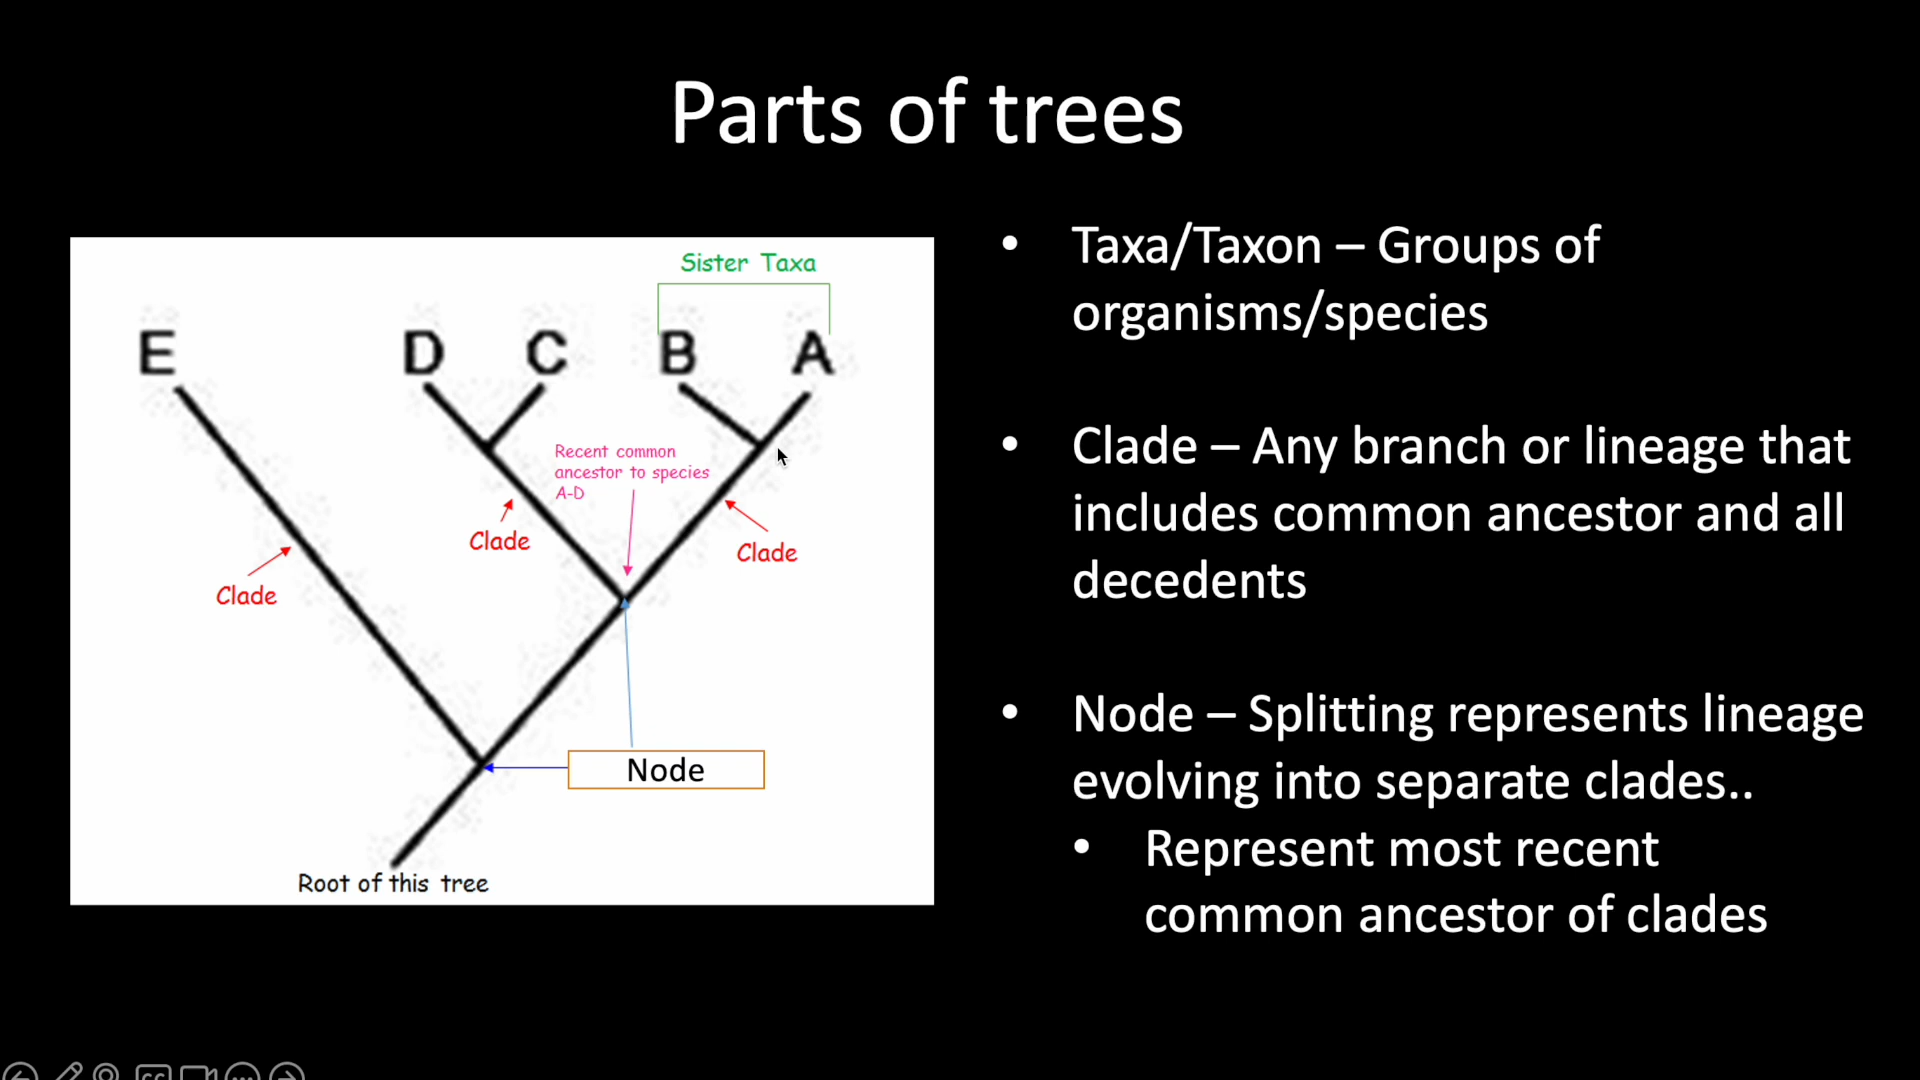 Parts of trees
Sister Taxa
E D C B A
Recent common
ancestor to species
A-D
Clade
Clade
Clade
Node
Root of this tree
• Taxa/Taxon – Groups of
organisms/species
• Clade – Any branch or lineage that
includes common ancestor and all
decedents
• Node – Splitting represents lineage
evolving into separate clades..
• Represent most recent
common ancestor of clades
CC